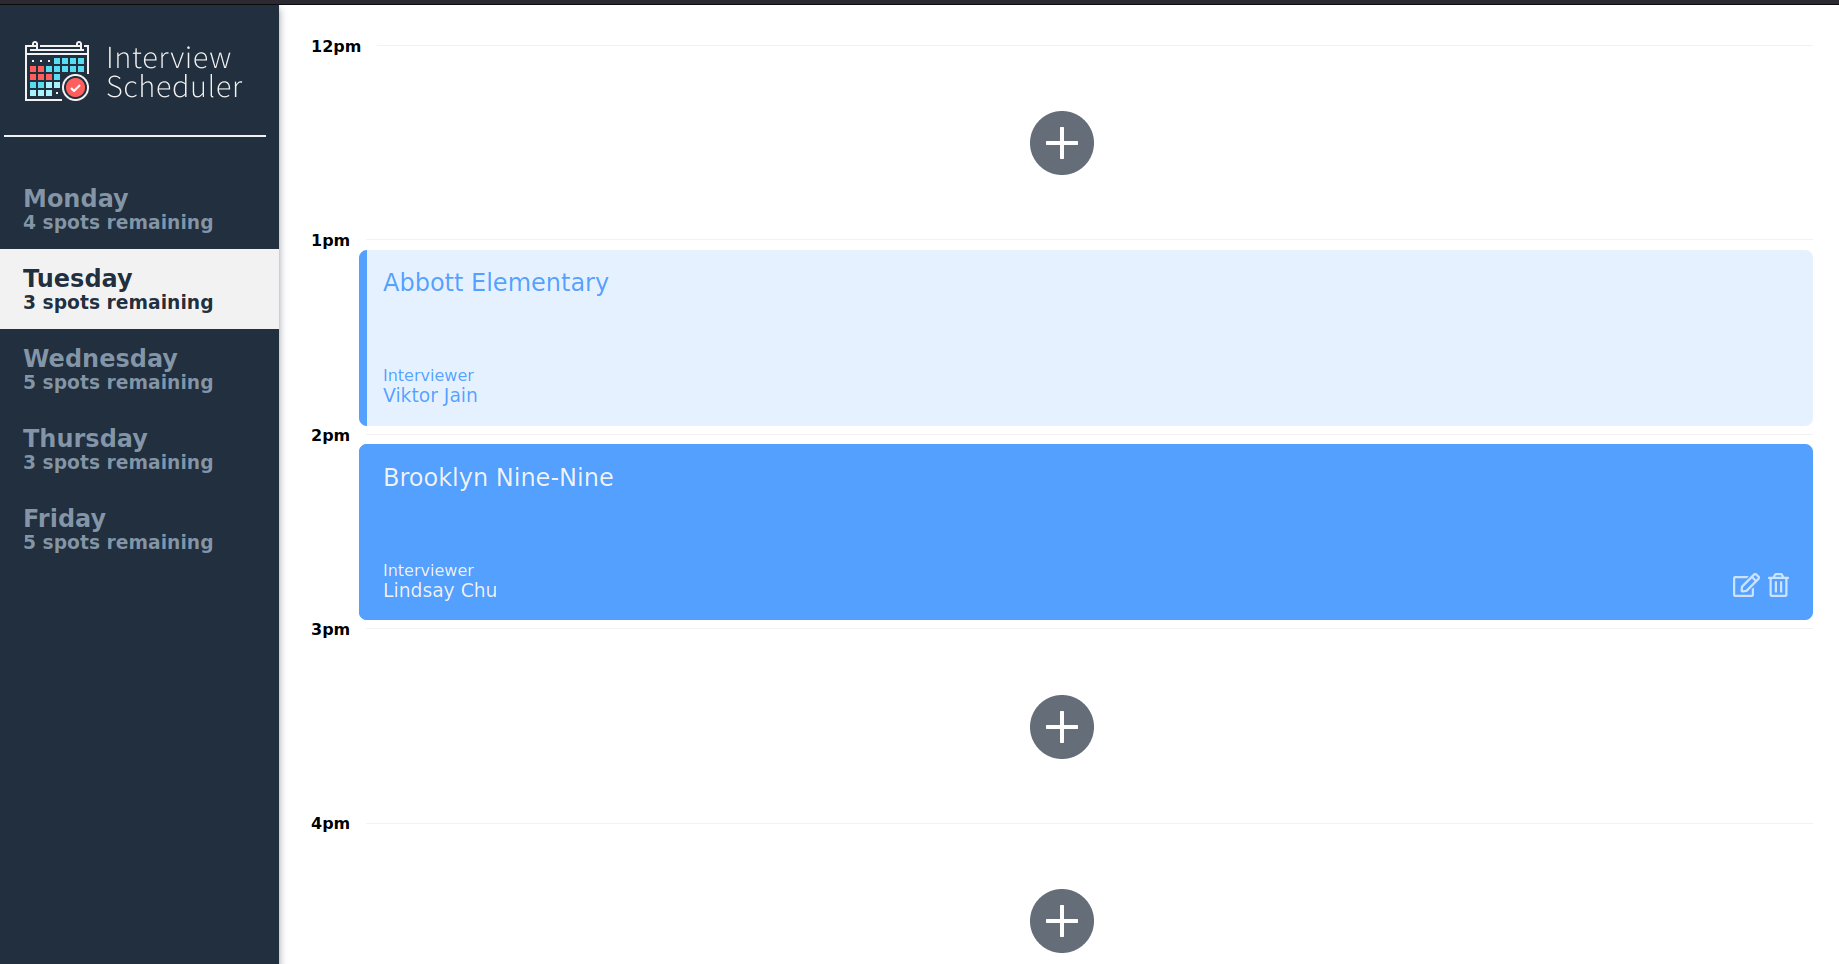 Interview
Scheduler
Monday
4 spots remaining
Tuesday
3 spots remaining
Wednesday
5 spots remaining
Thursday
3 spots remaining
Friday
5 spots remaining
12pm
1pm
Abbott Elementary
Interviewer
Viktor Jain
2pm
Brooklyn Nine-Nine
Interviewer
Lindsay Chu
3pm
4pm